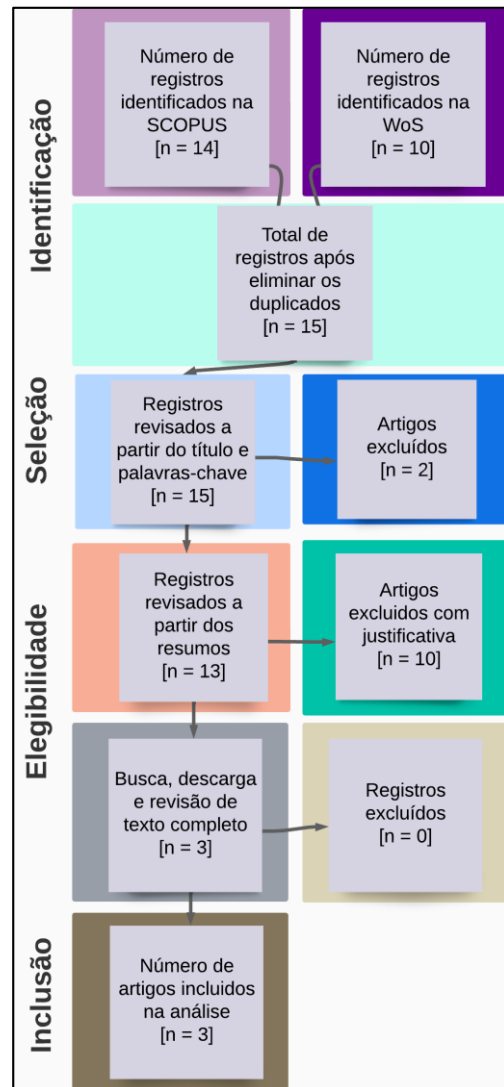 Identificação
Número de
registros
identificados na
SCOPUS
[n = 14]
Número de
registros
identificados na
WoS
[n = 10]
Total de
registros após
eliminar os
duplicados
[n = 15]
Seleção
Registros
revisados a
partir do título e
palavras-chave
[n = 15]
Artigos
excluídos
[n = 2]
Elegibilidade
Registros
revisados a
partir dos
resumos
[n = 13]
Artigos
excluidos com
justificativa
[n = 10]
Busca, descarga
e revisão de
texto completo
[n = 3]
Registros
excluídos
[n = 0]
Inclusão
Número de
artigos incluidos
na análise
[n = 3]